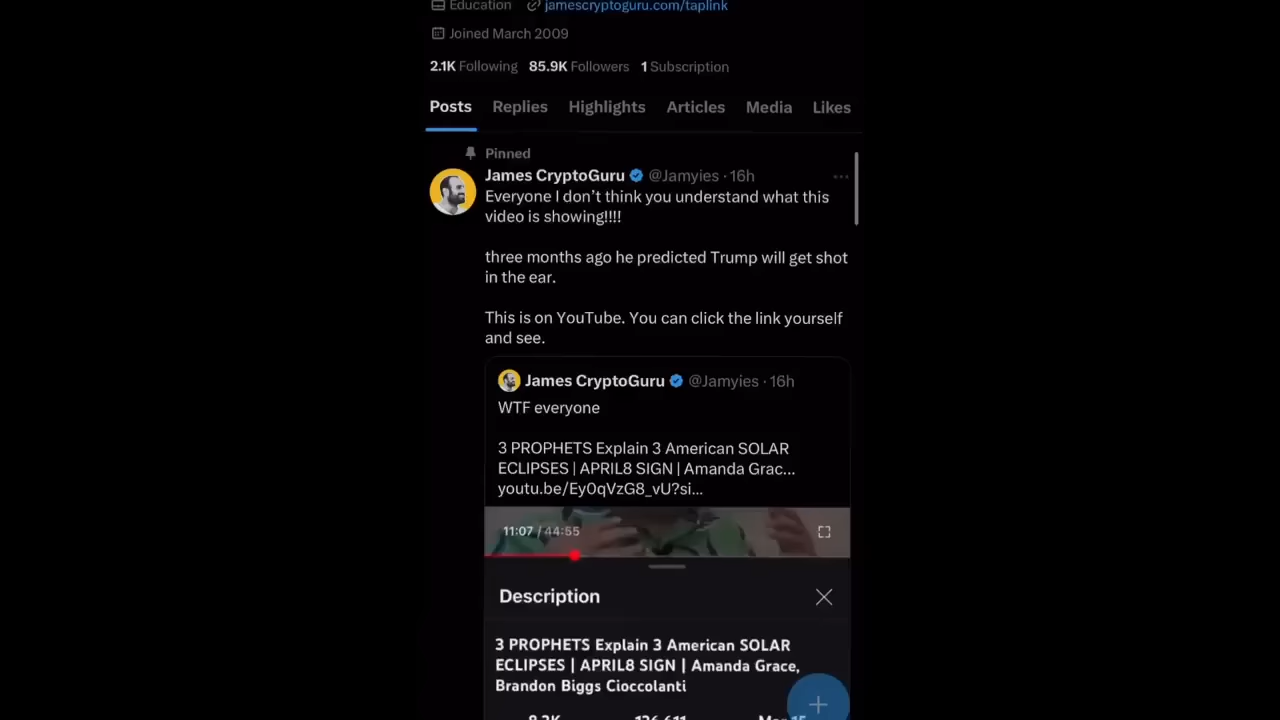 Education jamescryptoguru.com/taplink
Joined March 2009
2.1K Following 85.9K Followers 1 Subscription
Posts Replies Highlights Articles Media Likes
Pinned
James CryptoGuru @Jamyies · 16h
Everyone I don’t think you understand what this
video is showing!!!!
three months ago he predicted Trump will get shot
in the ear.
This is on YouTube. You can click the link yourself
and see.
James CryptoGuru @Jamyies · 16h
WTF everyone
3 PROPHETS Explain 3 American SOLAR
ECLIPSES | APRIL8 SIGN | Amanda Grac...
youtu.be/Ey0qVzG8_vU?si...
11:07 / 44:55
Description
3 PROPHETS Explain 3 American SOLAR
ECLIPSES | APRIL8 SIGN | Amanda Grace,
Brandon Biggs Cioccolanti